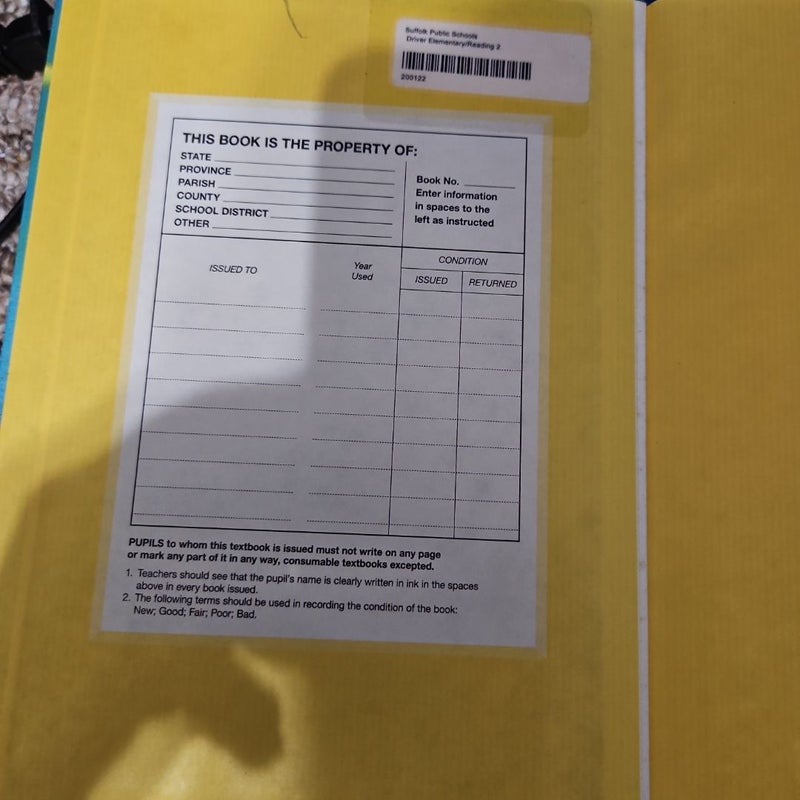 Suffolk Public Schools
Driver Elementary/Reading 2
200122
THIS BOOK IS THE PROPERTY OF:
STATE
PROVINCE
PARISH
COUNTY
SCHOOL DISTRICT
OTHER
Book No.
Enter information
in spaces to the
left as instructed
ISSUED TO
Year
Used
CONDITION
ISSUED
RETURNED
PUPILS to whom this textbook is issued must not write on any page
or mark any part of it in any way, consumable textbooks excepted.
1. Teachers should see that the pupil's name is clearly written in ink in the spaces
above in every book issued.
2. The following terms should be used in recording the condition of the book:
New; Good; Fair; Poor; Bad.